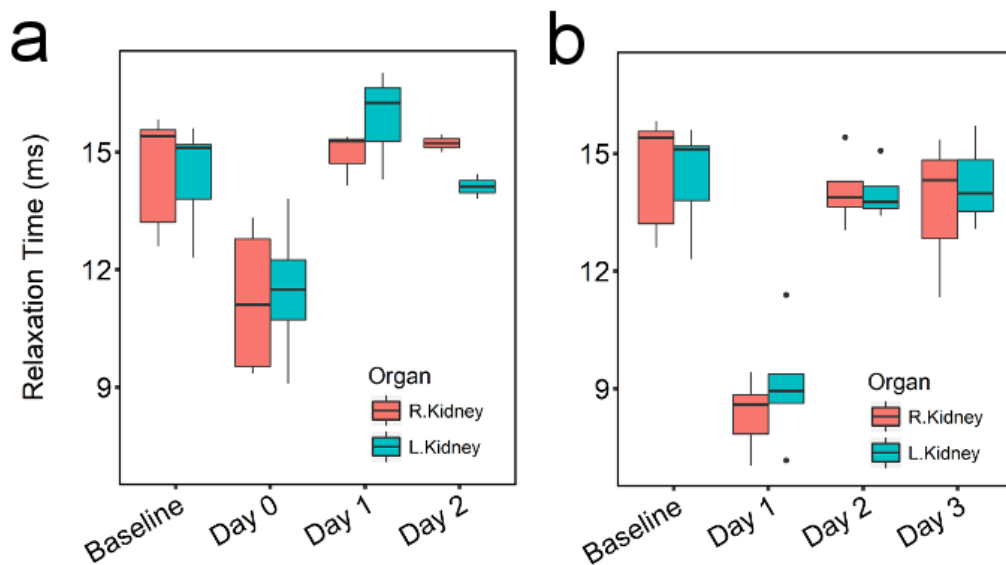 a
Relaxation Time (ms)
15
12
9
Organ
R.Kidney
L.Kidney
Baseline
Day 0
Day 1
Day 2
b
15
12
9
Organ
R.Kidney
L.Kidney
Baseline
Day 1
Day 2
Day 3